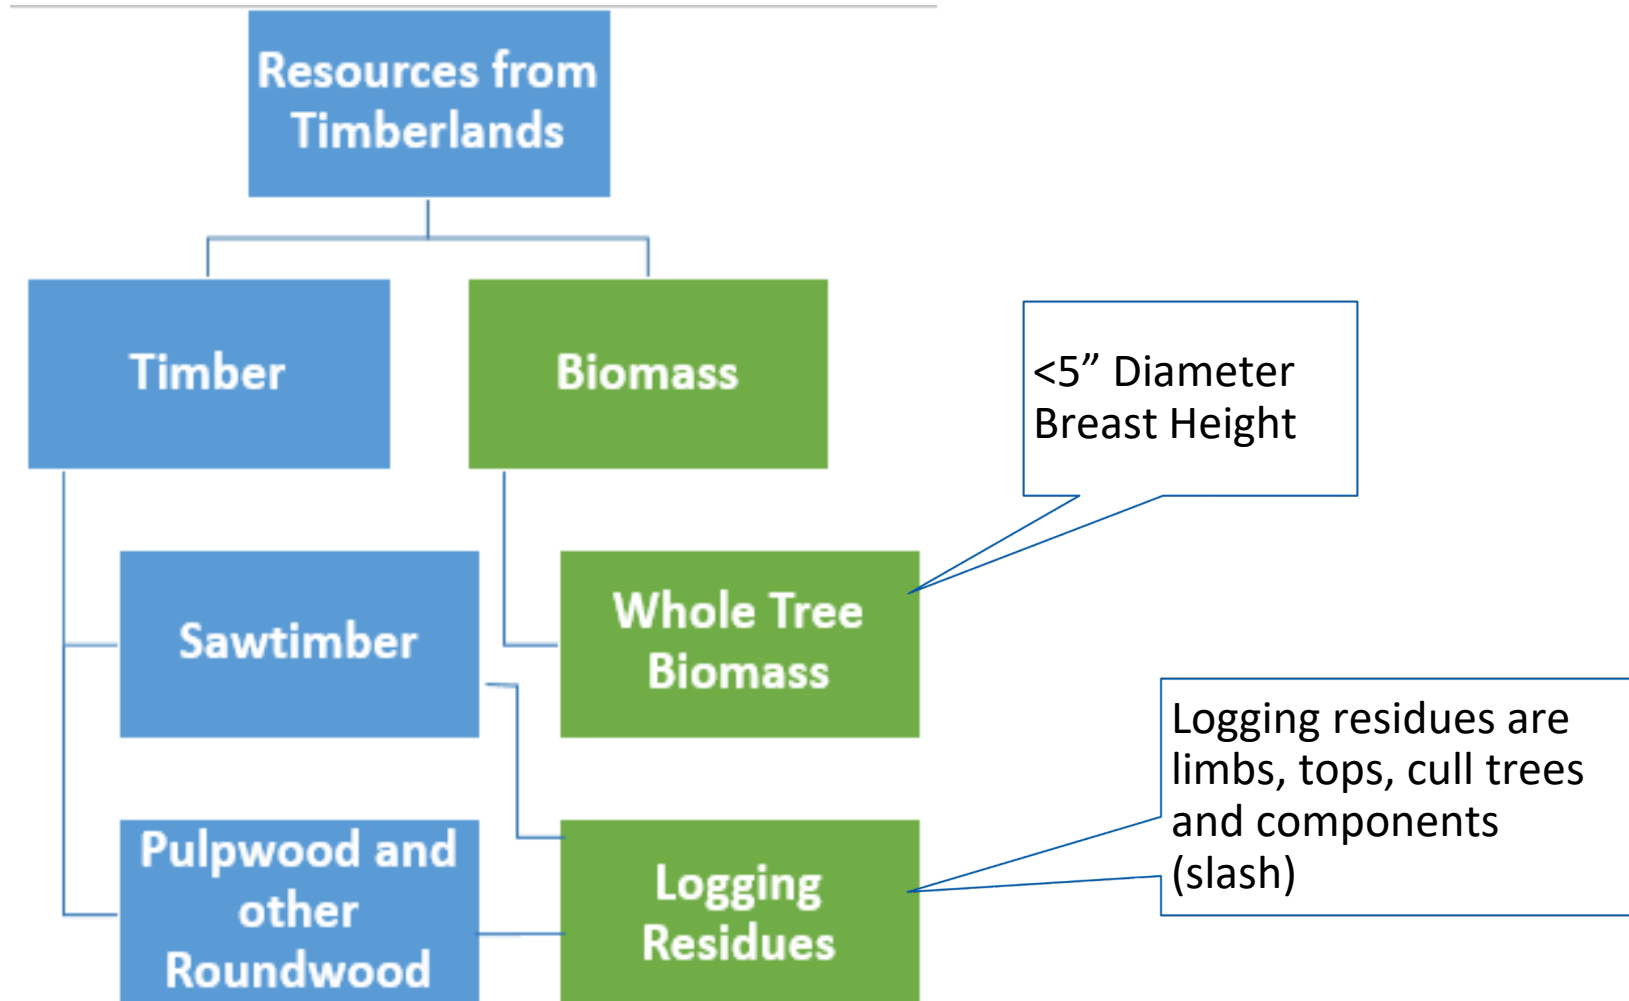 Resources from
Timberlands
Timber
Biomass
<5” Diameter
Breast Height
Sawtimber
Whole Tree
Biomass
Logging residues are
limbs, tops, cull trees
and components
(slash)
Pulpwood and
other
Roundwood
Logging
Residues